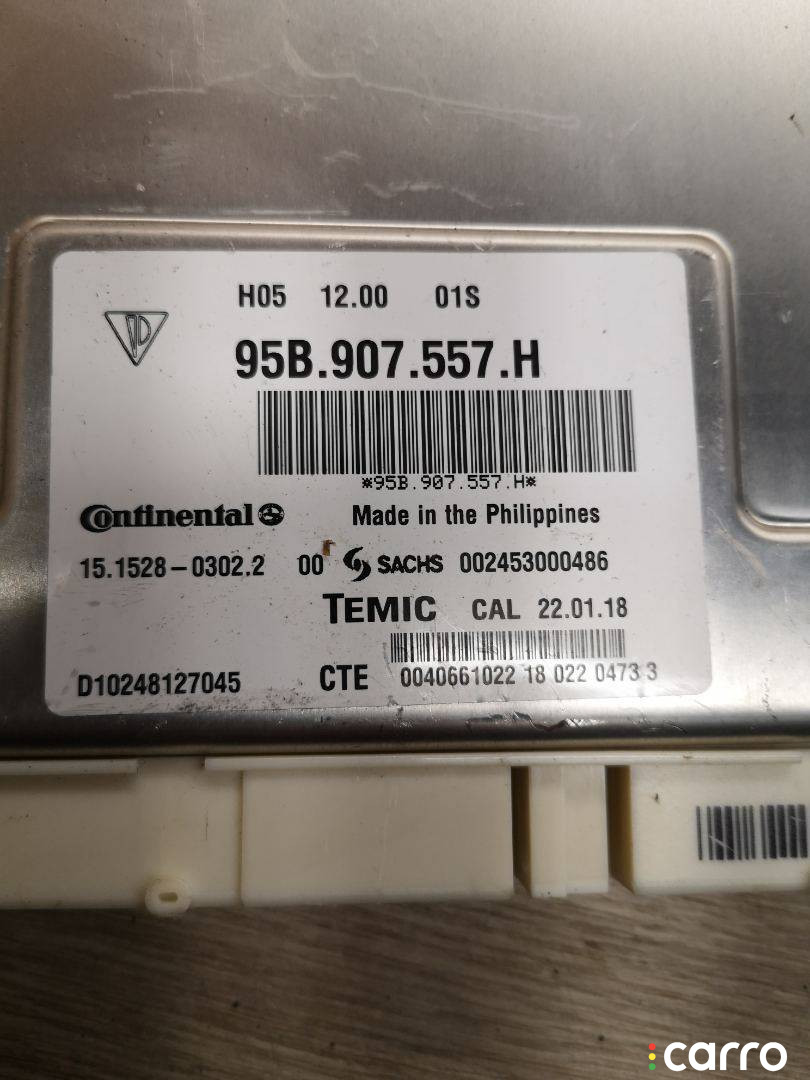 H05 12.00 01S
95B.907.557.H
*95B.907.557.H*
Continental
Made in the Philippines
15.1528-0302.2 00 SACHS 002453000486
TEMIC CAL 22.01.18
D10248127045 CTE 0040661022 18 022 0473 3
carro